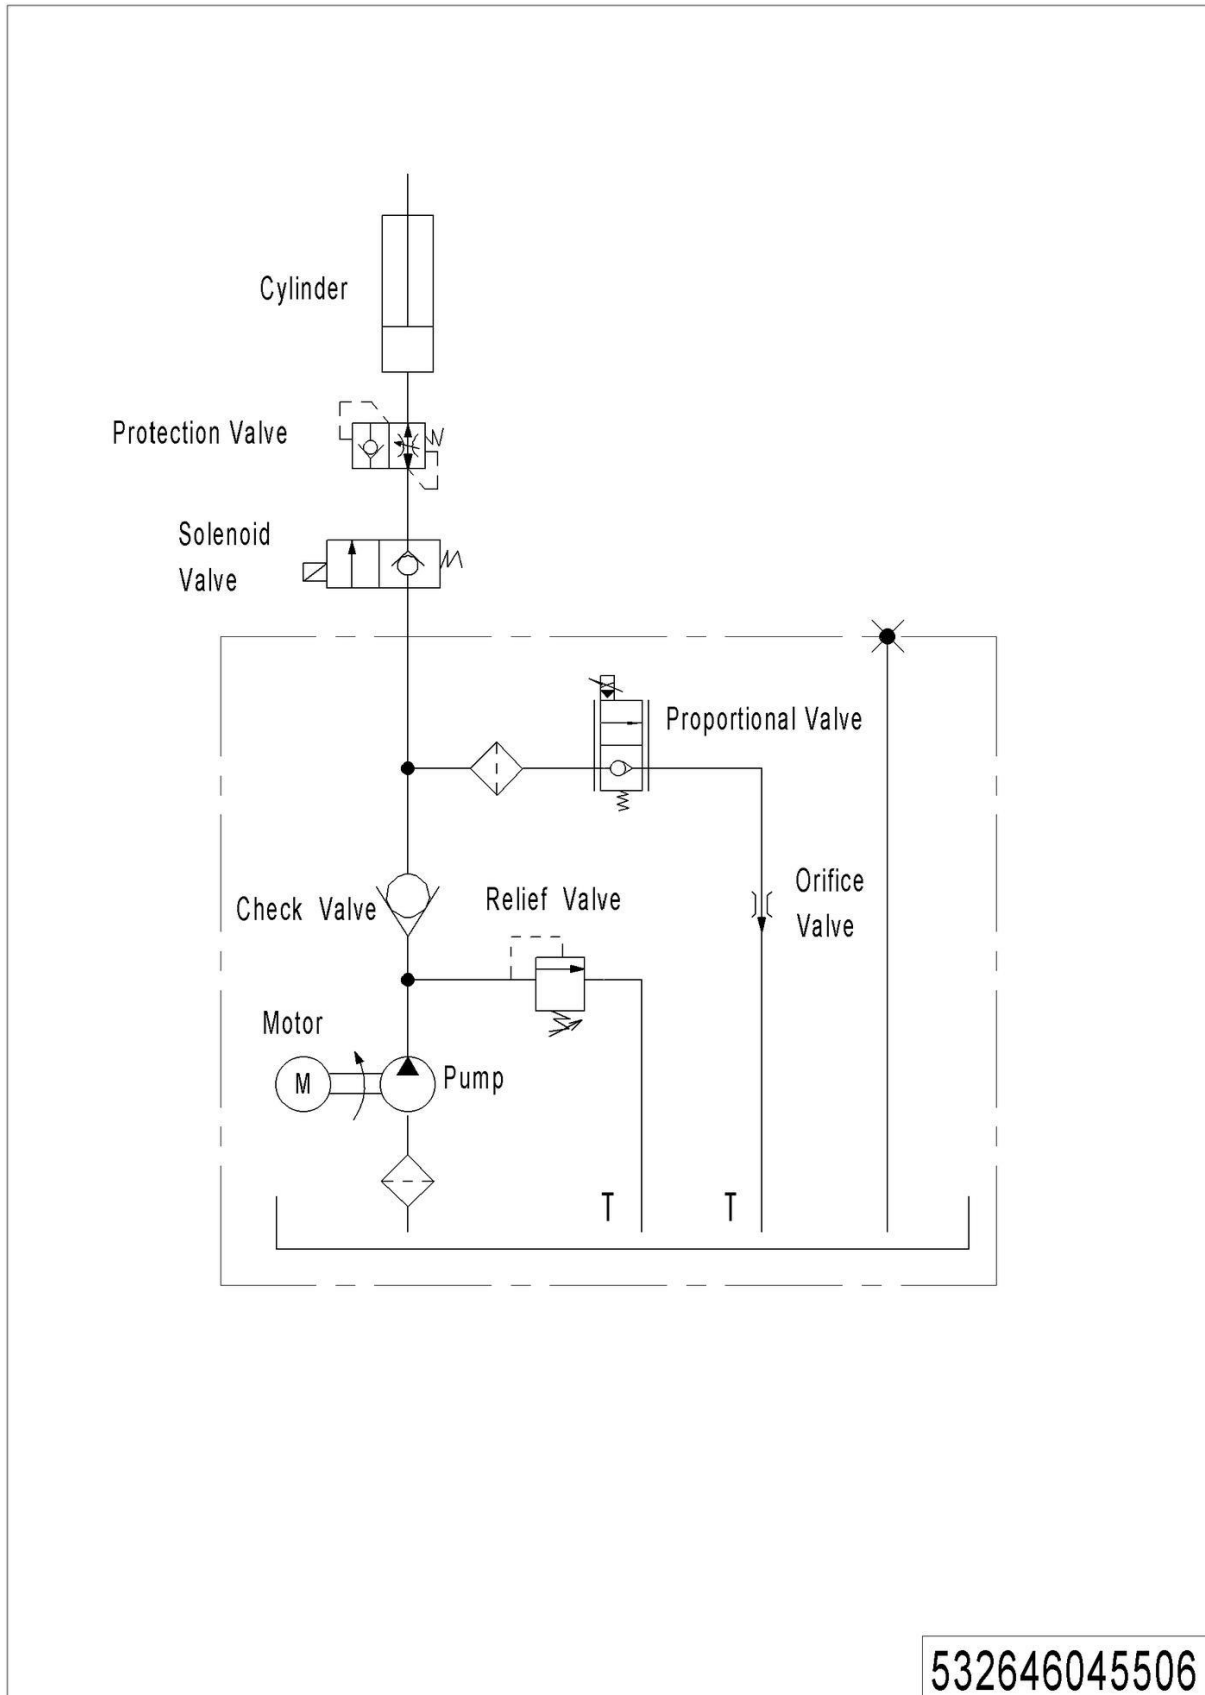 Cylinder
Protection Valve
Solenoid
Valve
Proportional Valve
Orifice
Valve
Relief Valve
Check Valve
Motor
M
Pump
T
T
532646045506